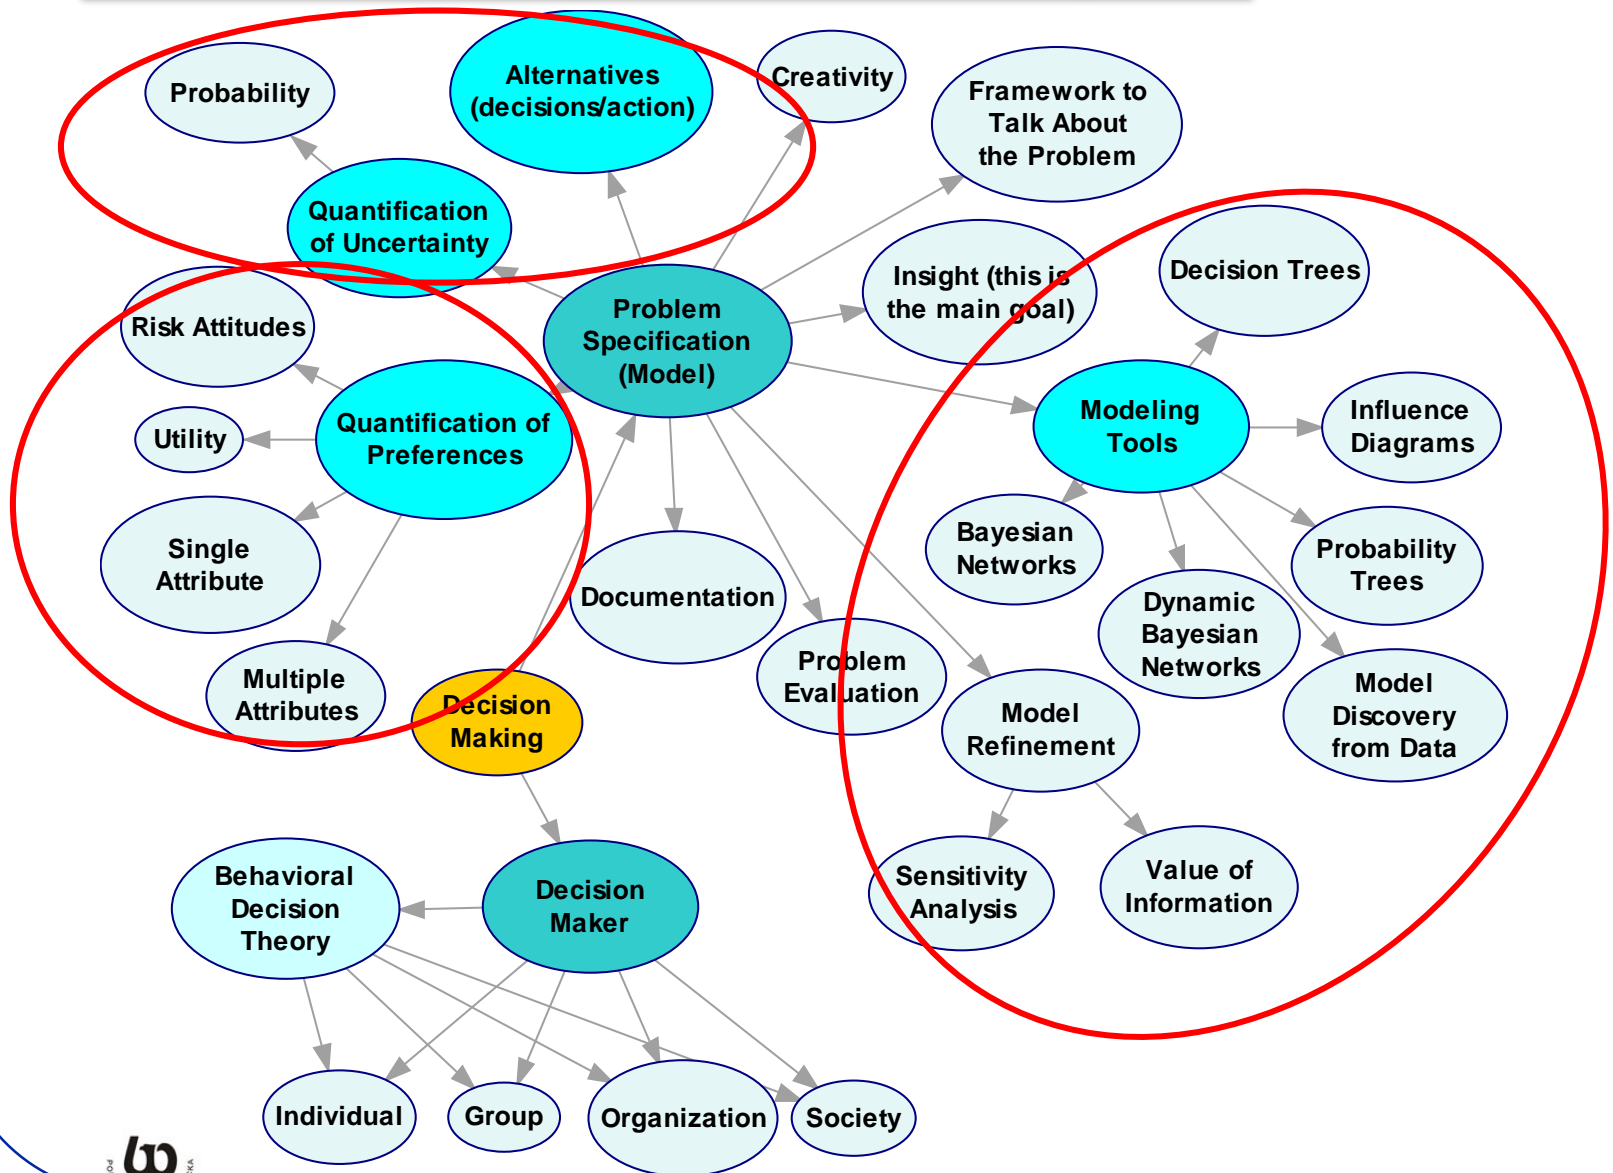 Probability
Alternatives
(decisions/action)
Creativity
Framework to
Talk About
the Problem
Quantification
of Uncertainty
Insight (this is
the main goal)
Decision Trees
Risk Attitudes
Problem
Specification
(Model)
Quantification of
Preferences
Utility
Modeling
Tools
Influence
Diagrams
Single
Attribute
Bayesian
Networks
Probability
Trees
Documentation
Dynamic
Bayesian
Networks
Multiple
Attributes
Decision
Making
Problem
Evaluation
Model
Refinement
Model
Discovery
from Data
Behavioral
Decision
Theory
Decision
Maker
Sensitivity
Analysis
Value of
Information
Individual
Group
Organization
Society